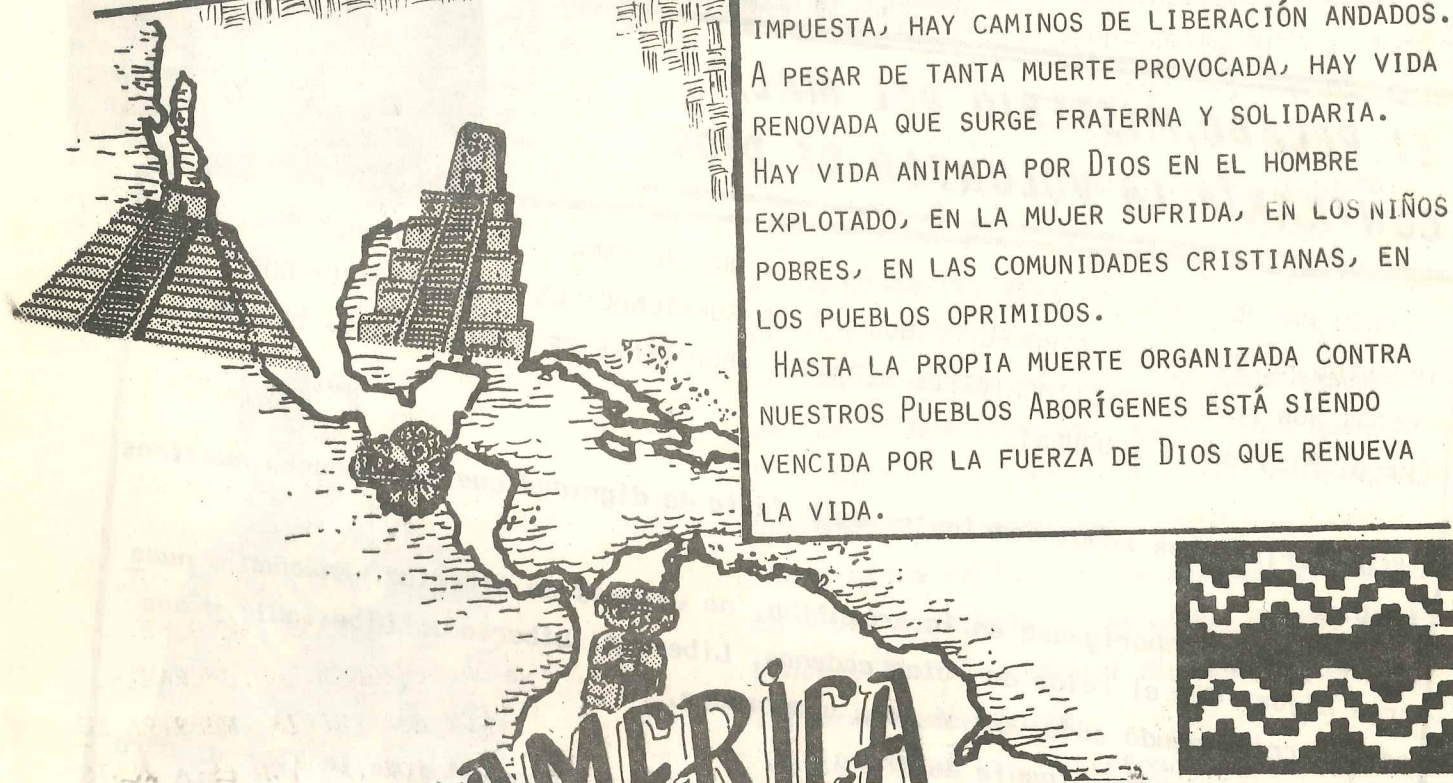 IMPUESTA, HAY CAMINOS DE LIBERACIÓN ANDADOS.
A PESAR DE TANTA MUERTE PROVOCADA, HAY VIDA
RENOVADA QUE SURGE FRATERNA Y SOLIDARIA.
HAY VIDA ANIMADA POR DIOS EN EL HOMBRE
EXPLOTADO, EN LA MUJER SUFRIDA, EN LOS NIÑOS
POBRES, EN LAS COMUNIDADES CRISTIANAS, EN
LOS PUEBLOS OPRIMIDOS.
HASTA LA PROPIA MUERTE ORGANIZADA CONTRA
NUESTROS PUEBLOS ABORÍGENES ESTÁ SIENDO
VENCIDA POR LA FUERZA DE DIOS QUE RENUEVA
LA VIDA.
AMERICA